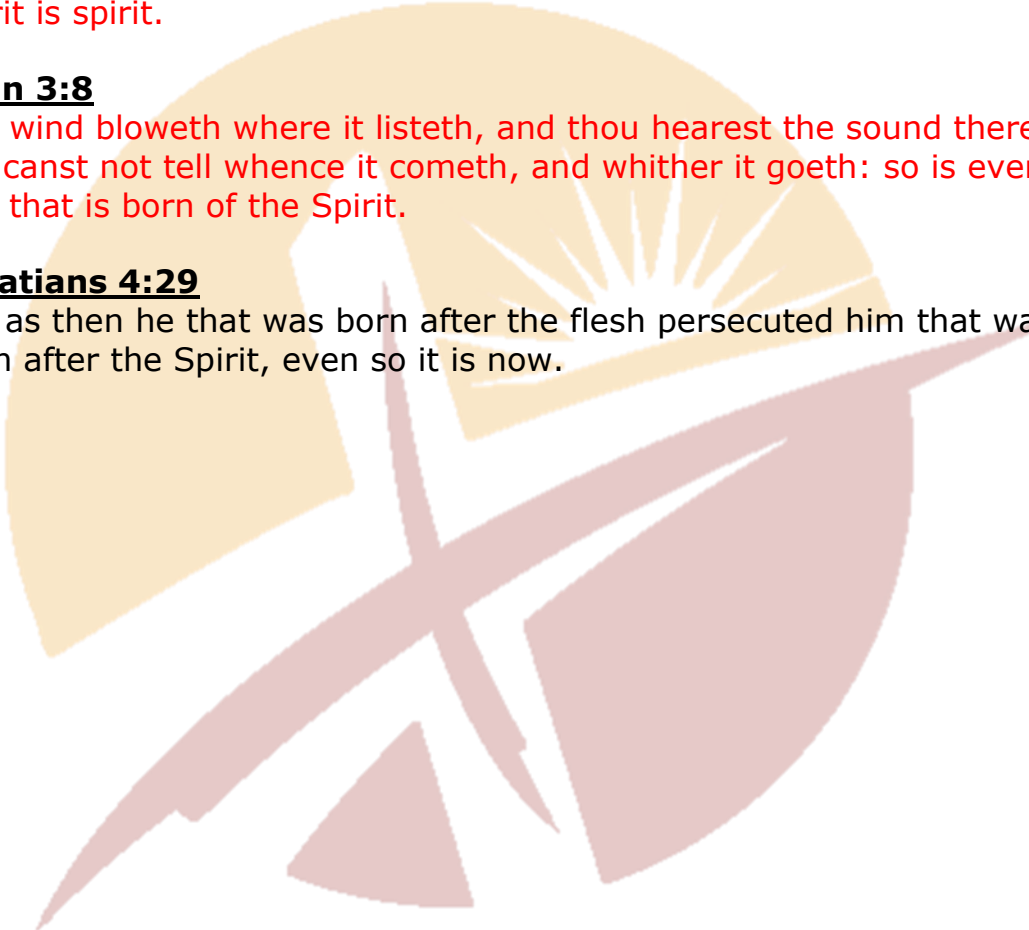 rit is spirit.
n 3:8
wind bloweth where it listeth, and thou hearest the sound there
canst not tell whence it cometh, and whither it goeth: so is ever
that is born of the Spirit.
atians 4:29
as then he that was born after the flesh persecuted him that wa
n after the Spirit, even so it is now.